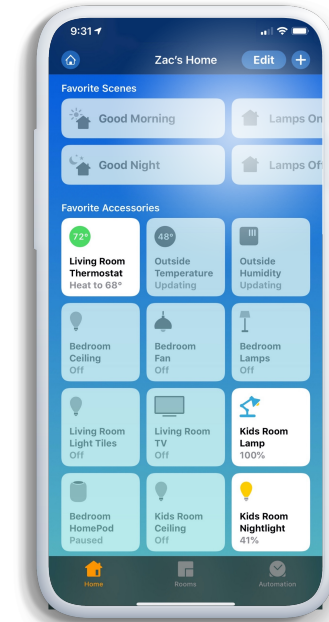 9:31
Zac's Home
Edit
Favorite Scenes
Good Morning
Lamps On
Good Night
Lamps Of
Favorite Accessories
72°
Living Room
Thermostat
Heat to 68°
48°
Outside
Temperature
Updating
Outside
Humidity
Updating
Bedroom
Ceiling
Off
Bedroom
Fan
Off
Bedroom
Lamps
Off
Living Room
Light Tiles
Off
Living Room
TV
Off
Kids Room
Lamp
100%
Bedroom
HomePod
Paused
Kids Room
Ceiling
Off
Kids Room
Nightlight
41%
Home
Rooms
Automation